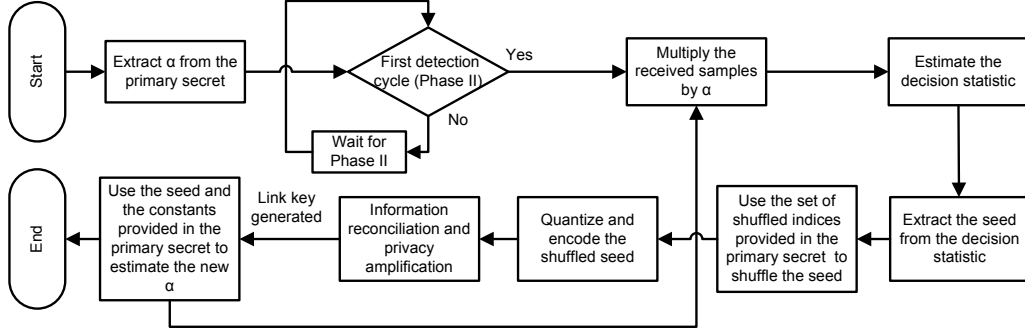 Start
Extract α from the
primary secret
First detection
cycle (Phase II)
Yes
No
Wait for
Phase II
Multiply the
received samples
by α
Estimate the
decision statistic
End
Use the seed and
the constants
provided in the
primary secret to
estimate the new
α
Link key
generated
Information
reconciliation and
privacy
amplification
Quantize and
encode the
shuffled seed
Use the set of
shuffled indices
provided in the
primary secret to
shuffle the seed
Extract the seed
from the decision
statistic